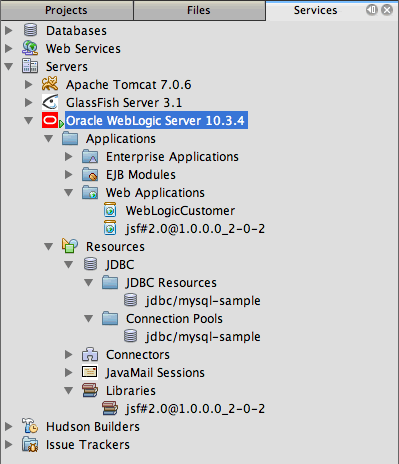 Projects Files Services
Databases
Web Services
Servers
Apache Tomcat 7.0.6
GlassFish Server 3.1
Oracle WebLogic Server 10.3.4
Applications
Enterprise Applications
EJB Modules
Web Applications
WebLogicCustomer
jsf#2.0@1.0.0.0_2-0-2
Resources
JDBC
JDBC Resources
jdbc/mysql-sample
Connection Pools
jdbc/mysql-sample
Connectors
JavaMail Sessions
Libraries
jsf#2.0@1.0.0.0_2-0-2
Hudson Builders
Issue Trackers